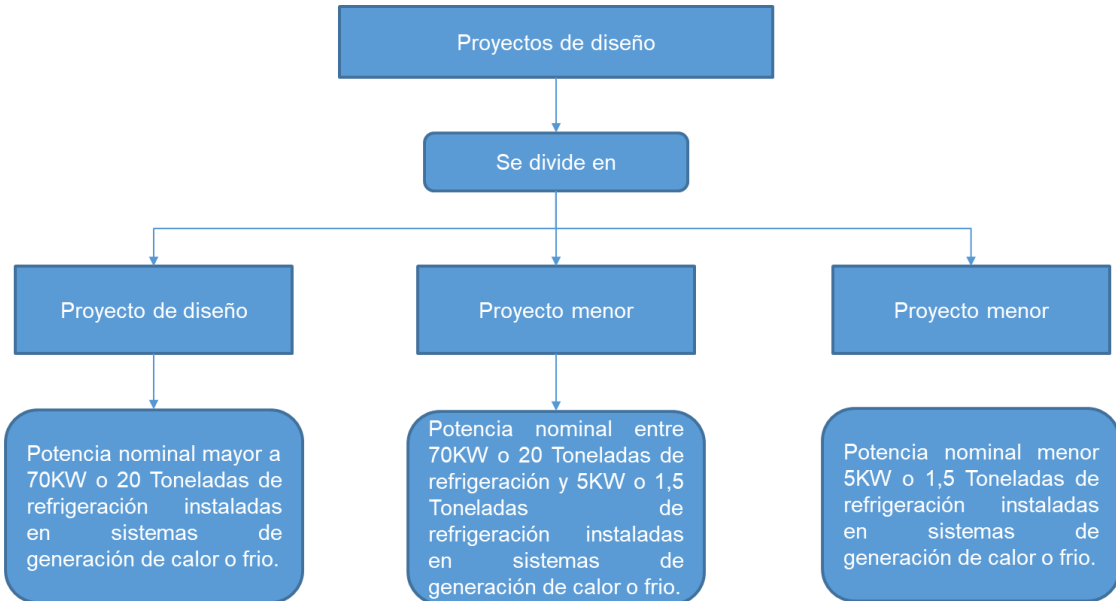 Proyectos de diseño
Se divide en
Proyecto de diseño
Proyecto menor
Proyecto menor
Potencia nominal mayor a
70KW o 20 Toneladas de
refrigeración instaladas
en sistemas de
generación de calor o frio.
Potencia nominal entre
70KW o 20 Toneladas de
refrigeración y 5KW o 1,5
Toneladas de
refrigeración instaladas
en sistemas de
generación de calor o frio.
Potencia nominal menor
5KW o 1,5 Toneladas de
refrigeración instaladas
en sistemas de
generación de calor o frio.